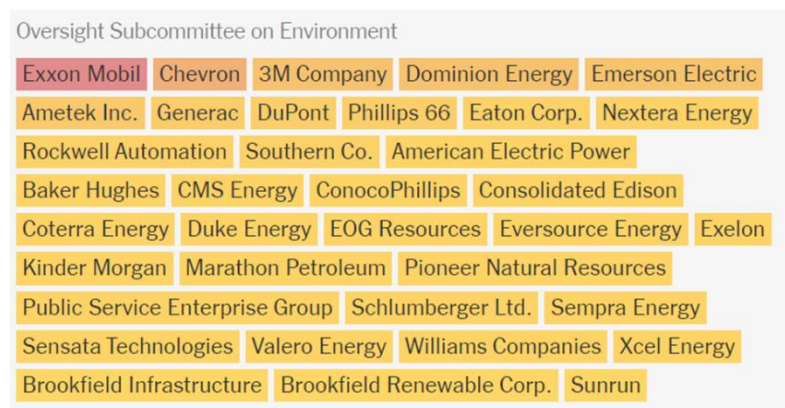 Oversight Subcommittee on Environment
Exxon Mobil Chevron 3M Company Dominion Energy Emerson Electric
Ametek Inc. Generac DuPont Phillips 66 Eaton Corp. Nextera Energy
Rockwell Automation Southern Co. American Electric Power
Baker Hughes CMS Energy ConocoPhillips Consolidated Edison
Coterra Energy Duke Energy EOG Resources Eversource Energy Exelon
Kinder Morgan Marathon Petroleum Pioneer Natural Resources
Public Service Enterprise Group Schlumberger Ltd. Sempra Energy
Sensata Technologies Valero Energy Williams Companies Xcel Energy
Brookfield Infrastructure Brookfield Renewable Corp. Sunrun